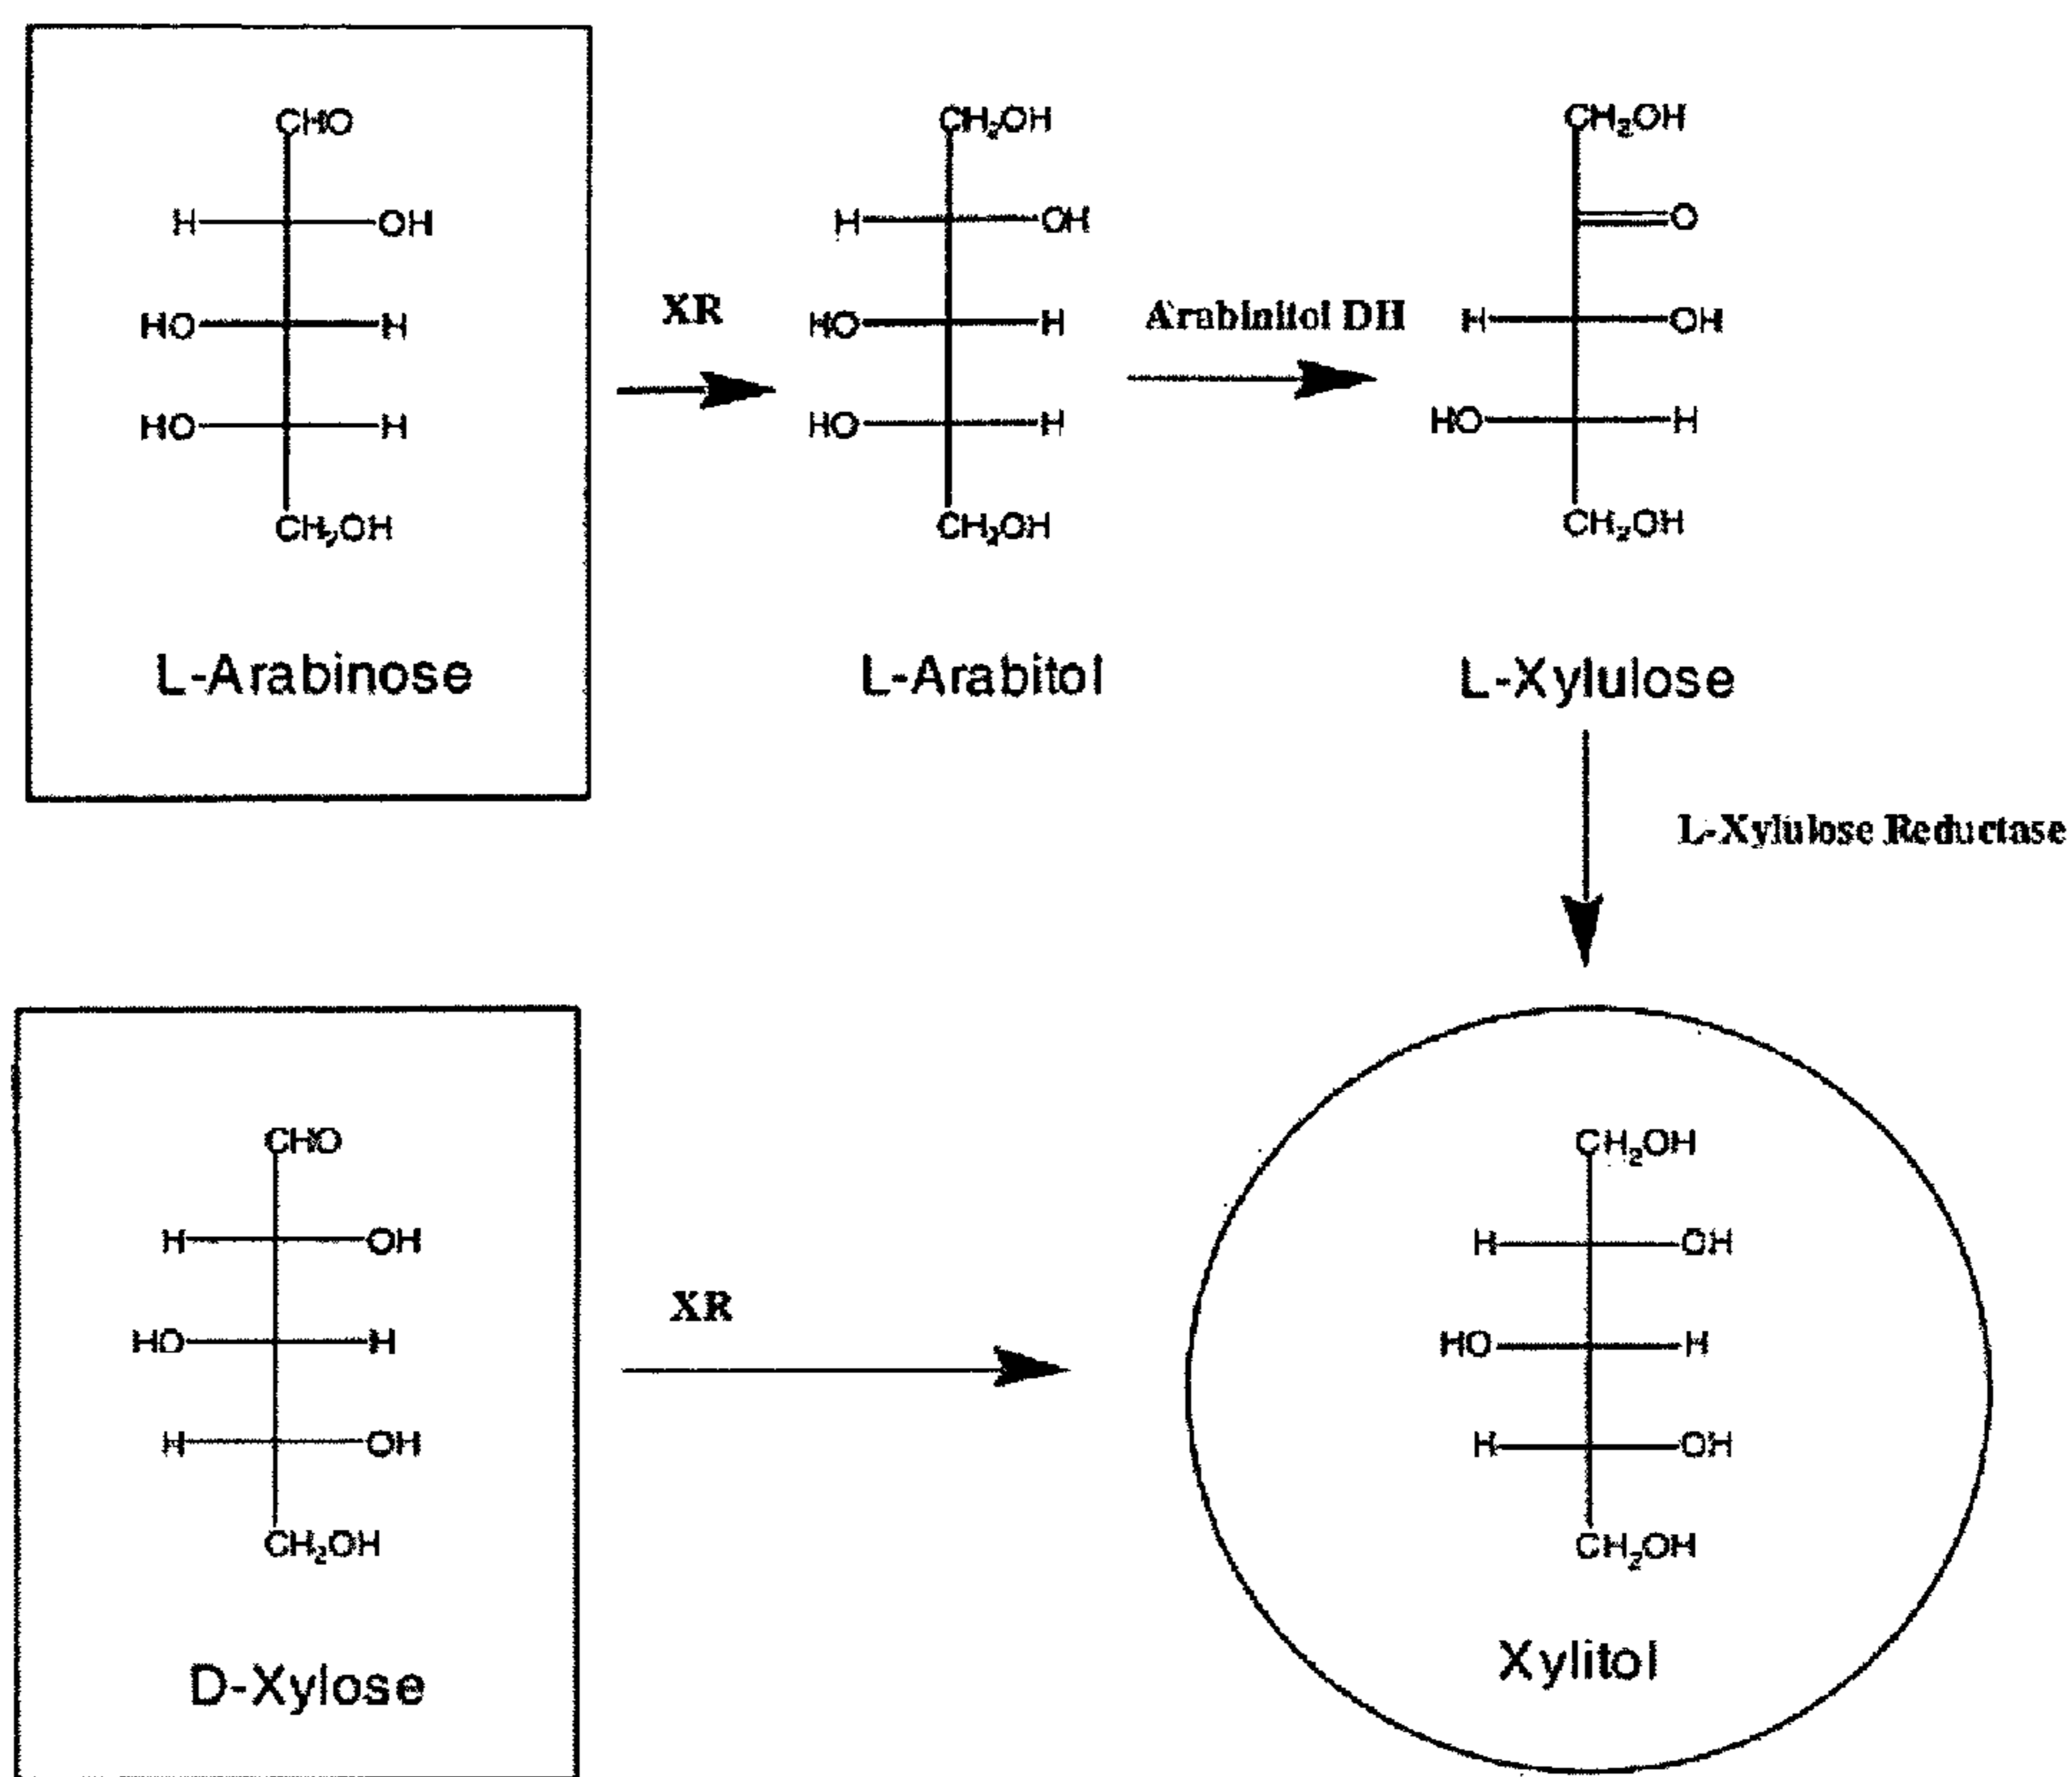 CHO CH₂OH CH₂OH
H OH H OH O
XR Arabinitol DH
HO H HO H H OH
HO H HO H HO H
CH₂OH CH₂OH CH₂OH
L-Arabinose L-Arabitol L-Xylulose
L-Xylulose Reductase
CHO CH₂OH
H OH H OH
XR
HO H HO H
H OH H OH
CH₂OH CH₂OH
D-Xylose Xylitol